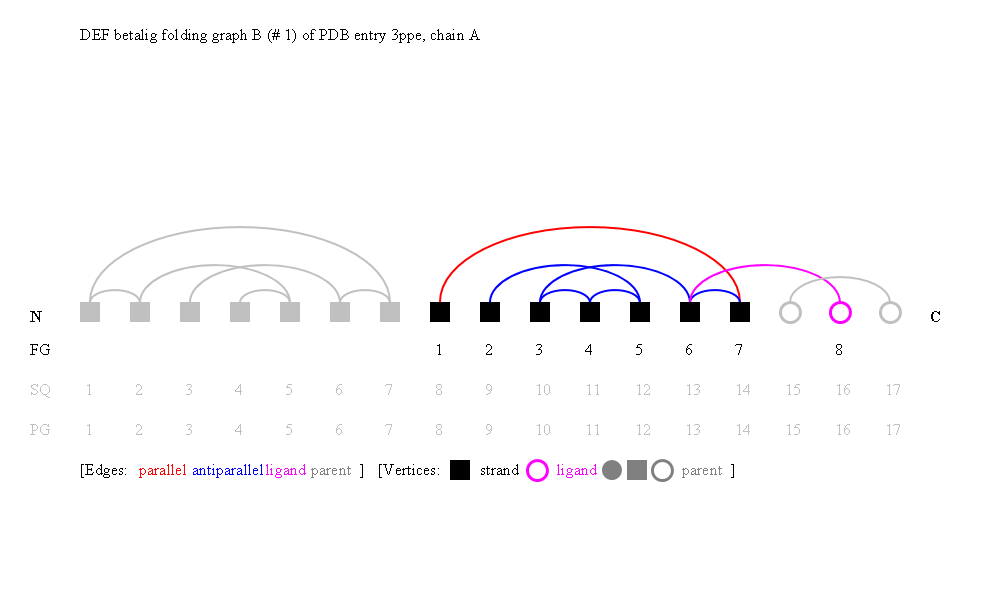 DEF betalig folding graph B (# 1) of PDB entry 3ppe, chain A
N C
FG 1 2 3 4 5 6 7 8
SQ 1 2 3 4 5 6 7 8 9 10 11 12 13 14 15 16 17
PG 1 2 3 4 5 6 7 8 9 10 11 12 13 14 15 16 17
[Edges: parallel antiparallel ligand parent ] [Vertices: strand ligand parent ]